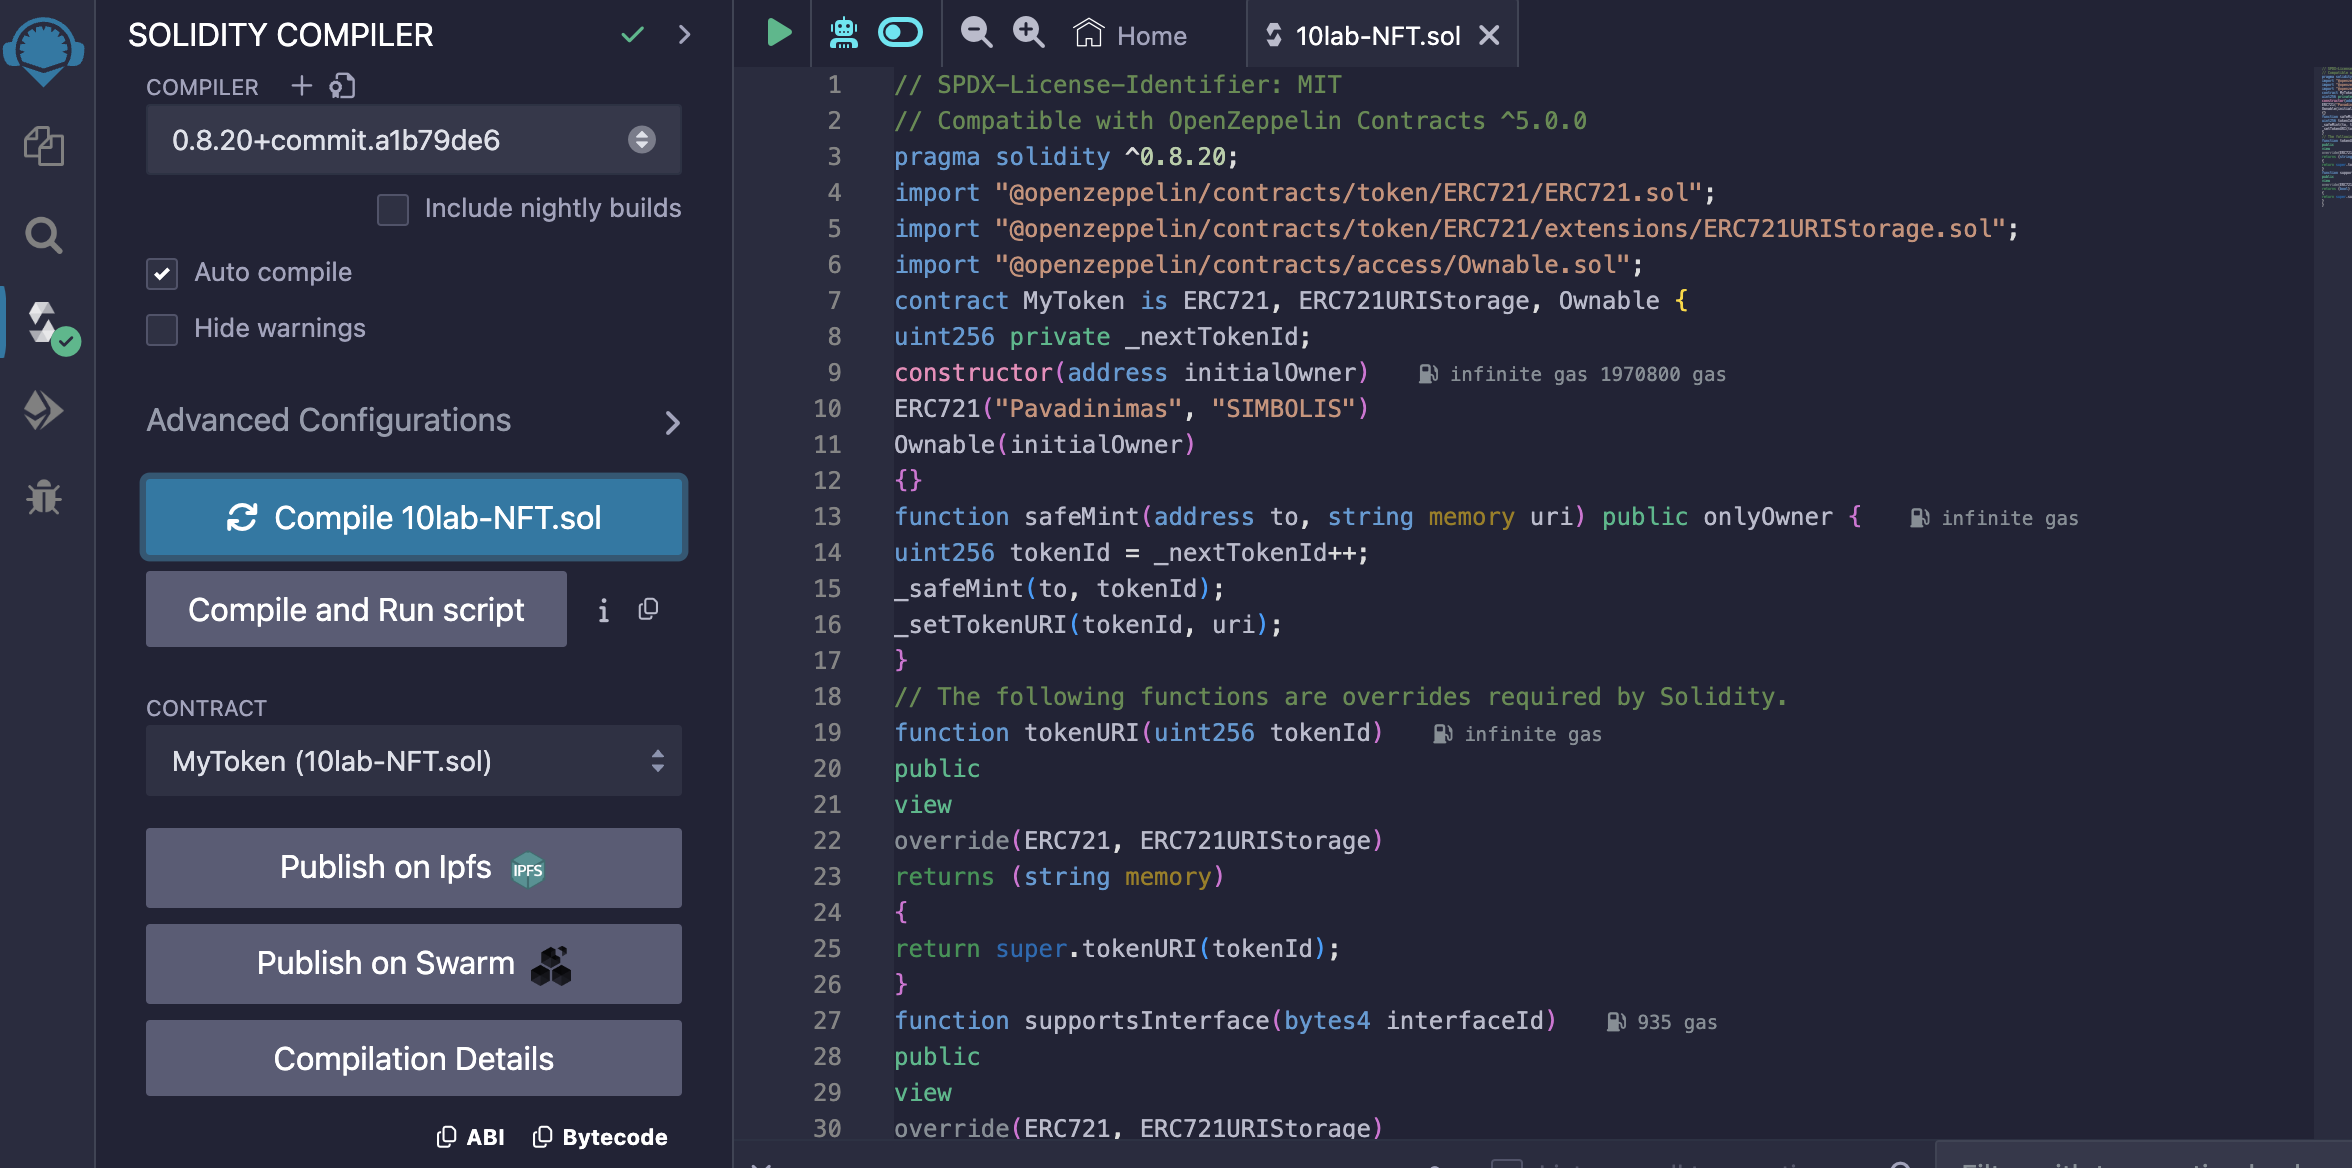 SOLIDITY COMPILER
COMPILER
0.8.20+commit.a1b79de6
Include nightly builds
Auto compile
Hide warnings
Advanced Configurations
Compile 10lab-NFT.sol
Compile and Run script
CONTRACT
MyToken (10lab-NFT.sol)
Publish on Ipfs IPFS
Publish on Swarm
Compilation Details
ABI Bytecode
Home 10lab-NFT.sol
1 // SPDX-License-Identifier: MIT
2 // Compatible with OpenZeppelin Contracts ^5.0.0
3 pragma solidity ^0.8.20;
4 import "@openzeppelin/contracts/token/ERC721/ERC721.sol";
5 import "@openzeppelin/contracts/token/ERC721/extensions/ERC721URIStorage.sol";
6 import "@openzeppelin/contracts/access/Ownable.sol";
7 contract MyToken is ERC721, ERC721URIStorage, Ownable {
8 uint256 private _nextTokenId;
9 constructor(address initialOwner) infinite gas 1970800 gas
10 ERC721("Pavadinimas", "SIMBOLIS")
11 Ownable(initialOwner)
12 {}
13 function safeMint(address to, string memory uri) public onlyOwner { infinite gas
14 uint256 tokenId = _nextTokenId++;
15 _safeMint(to, tokenId);
16 _setTokenURI(tokenId, uri);
17 }
18 // The following functions are overrides required by Solidity.
19 function tokenURI(uint256 tokenId) infinite gas
20 public
21 view
22 override(ERC721, ERC721URIStorage)
23 returns (string memory)
24 {
25 return super.tokenURI(tokenId);
26 }
27 function supportsInterface(bytes4 interfaceId) 935 gas
28 public
29 view
30 override(ERC721, ERC721URIStorage)